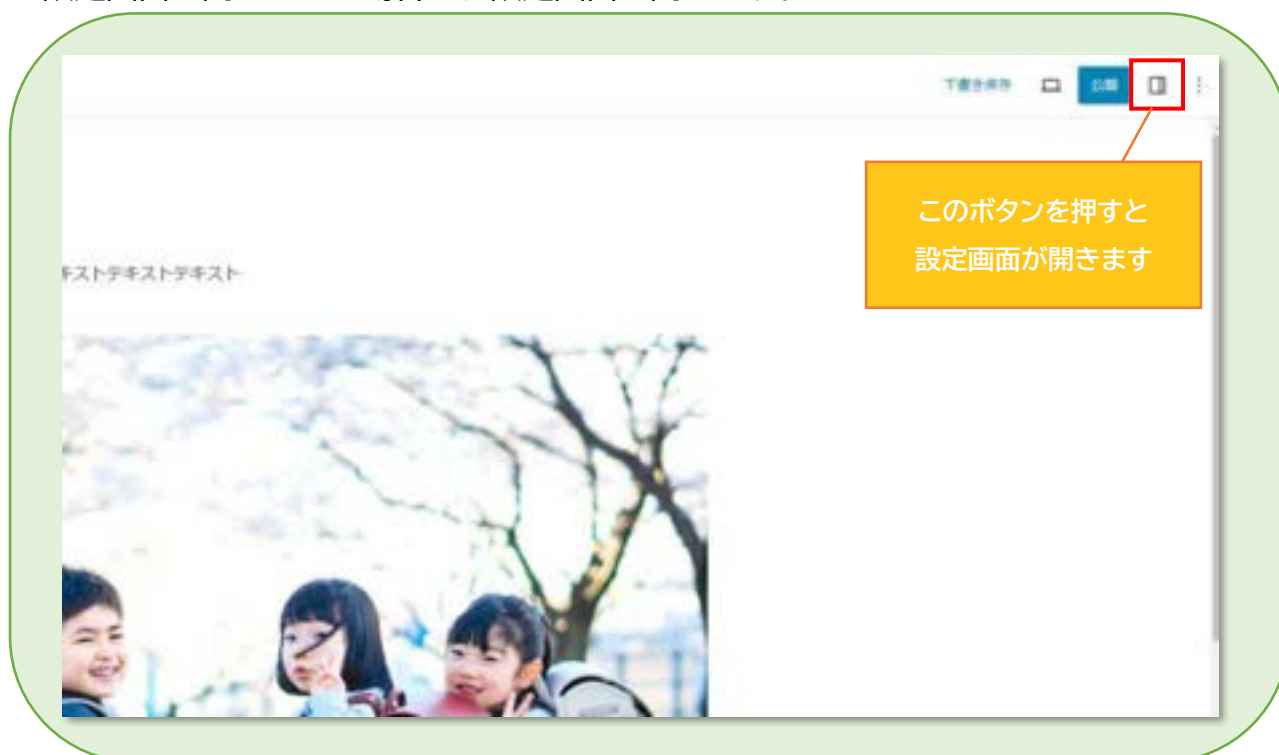 下書き保存
公開
このボタンを押すと
設定画面が開きます
キストテキストテキスト